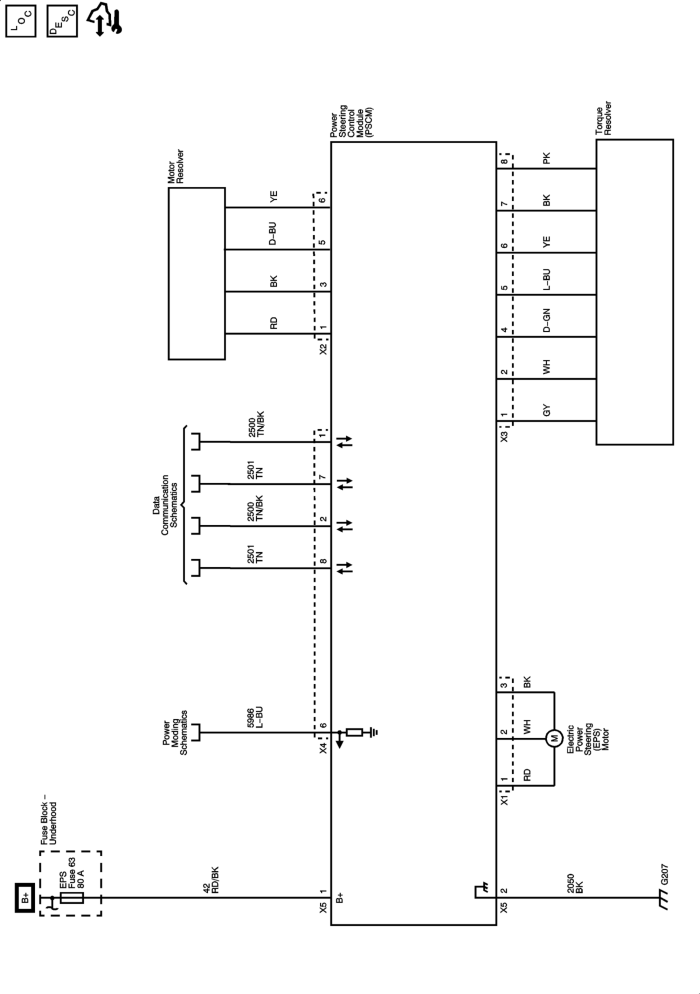 LOC
DESC
B+
Fuse Block –
Underhood
EPS
Fuse 63
80 A
42
RD/BK
X5
1
B+
Power
Moding
Schematics
5986
L–BU
X4
6
Data
Communication
Schematics
2501
TN
8
2500
TN/BK
2
2501
TN
7
2500
TN/BK
1
Motor
Resolver
RD
BK
D–BU
YE
X2
1
3
5
6
Power
Steering
Control
Module
(PSCM)
X5
2
2050
BK
G207
X1
1
2
3
RD
WH
BK
M
Electric
Power
Steering
(EPS)
Motor
X3
1
2
4
5
6
7
8
GY
WH
D–GN
L–BU
YE
BK
PK
Torque
Resolver